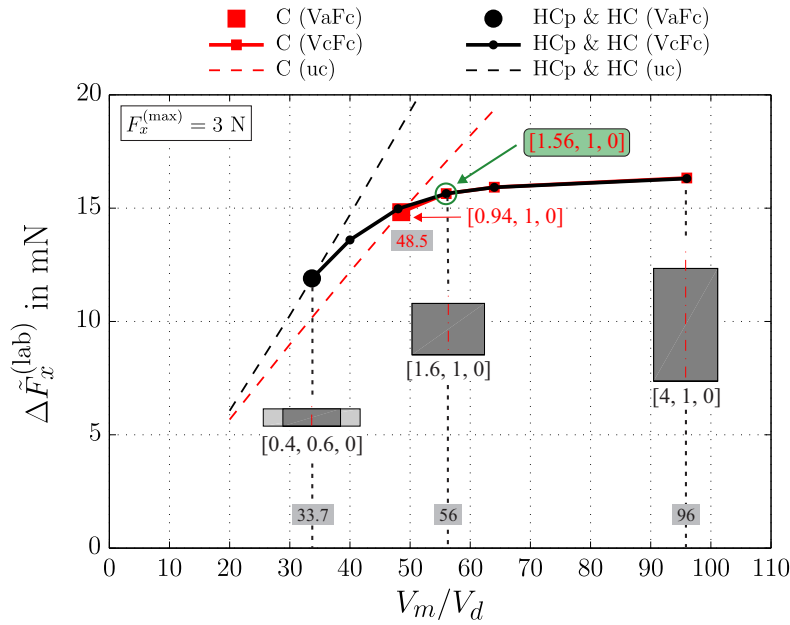 C (VaFc) HCp & HC (VaFc)
C (VcFc) HCp & HC (VcFc)
C (uc) HCp & HC (uc)
20
F_x^(max) = 3 N
[1.56, 1, 0]
15
[0.94, 1, 0]
48.5
ΔF̃_x^(lab) in mN
10
[1.6, 1, 0]
[4, 1, 0]
5
[0.4, 0.6, 0]
33.7 56 96
0
0 10 20 30 40 50 60 70 80 90 100 110
V_m/V_d